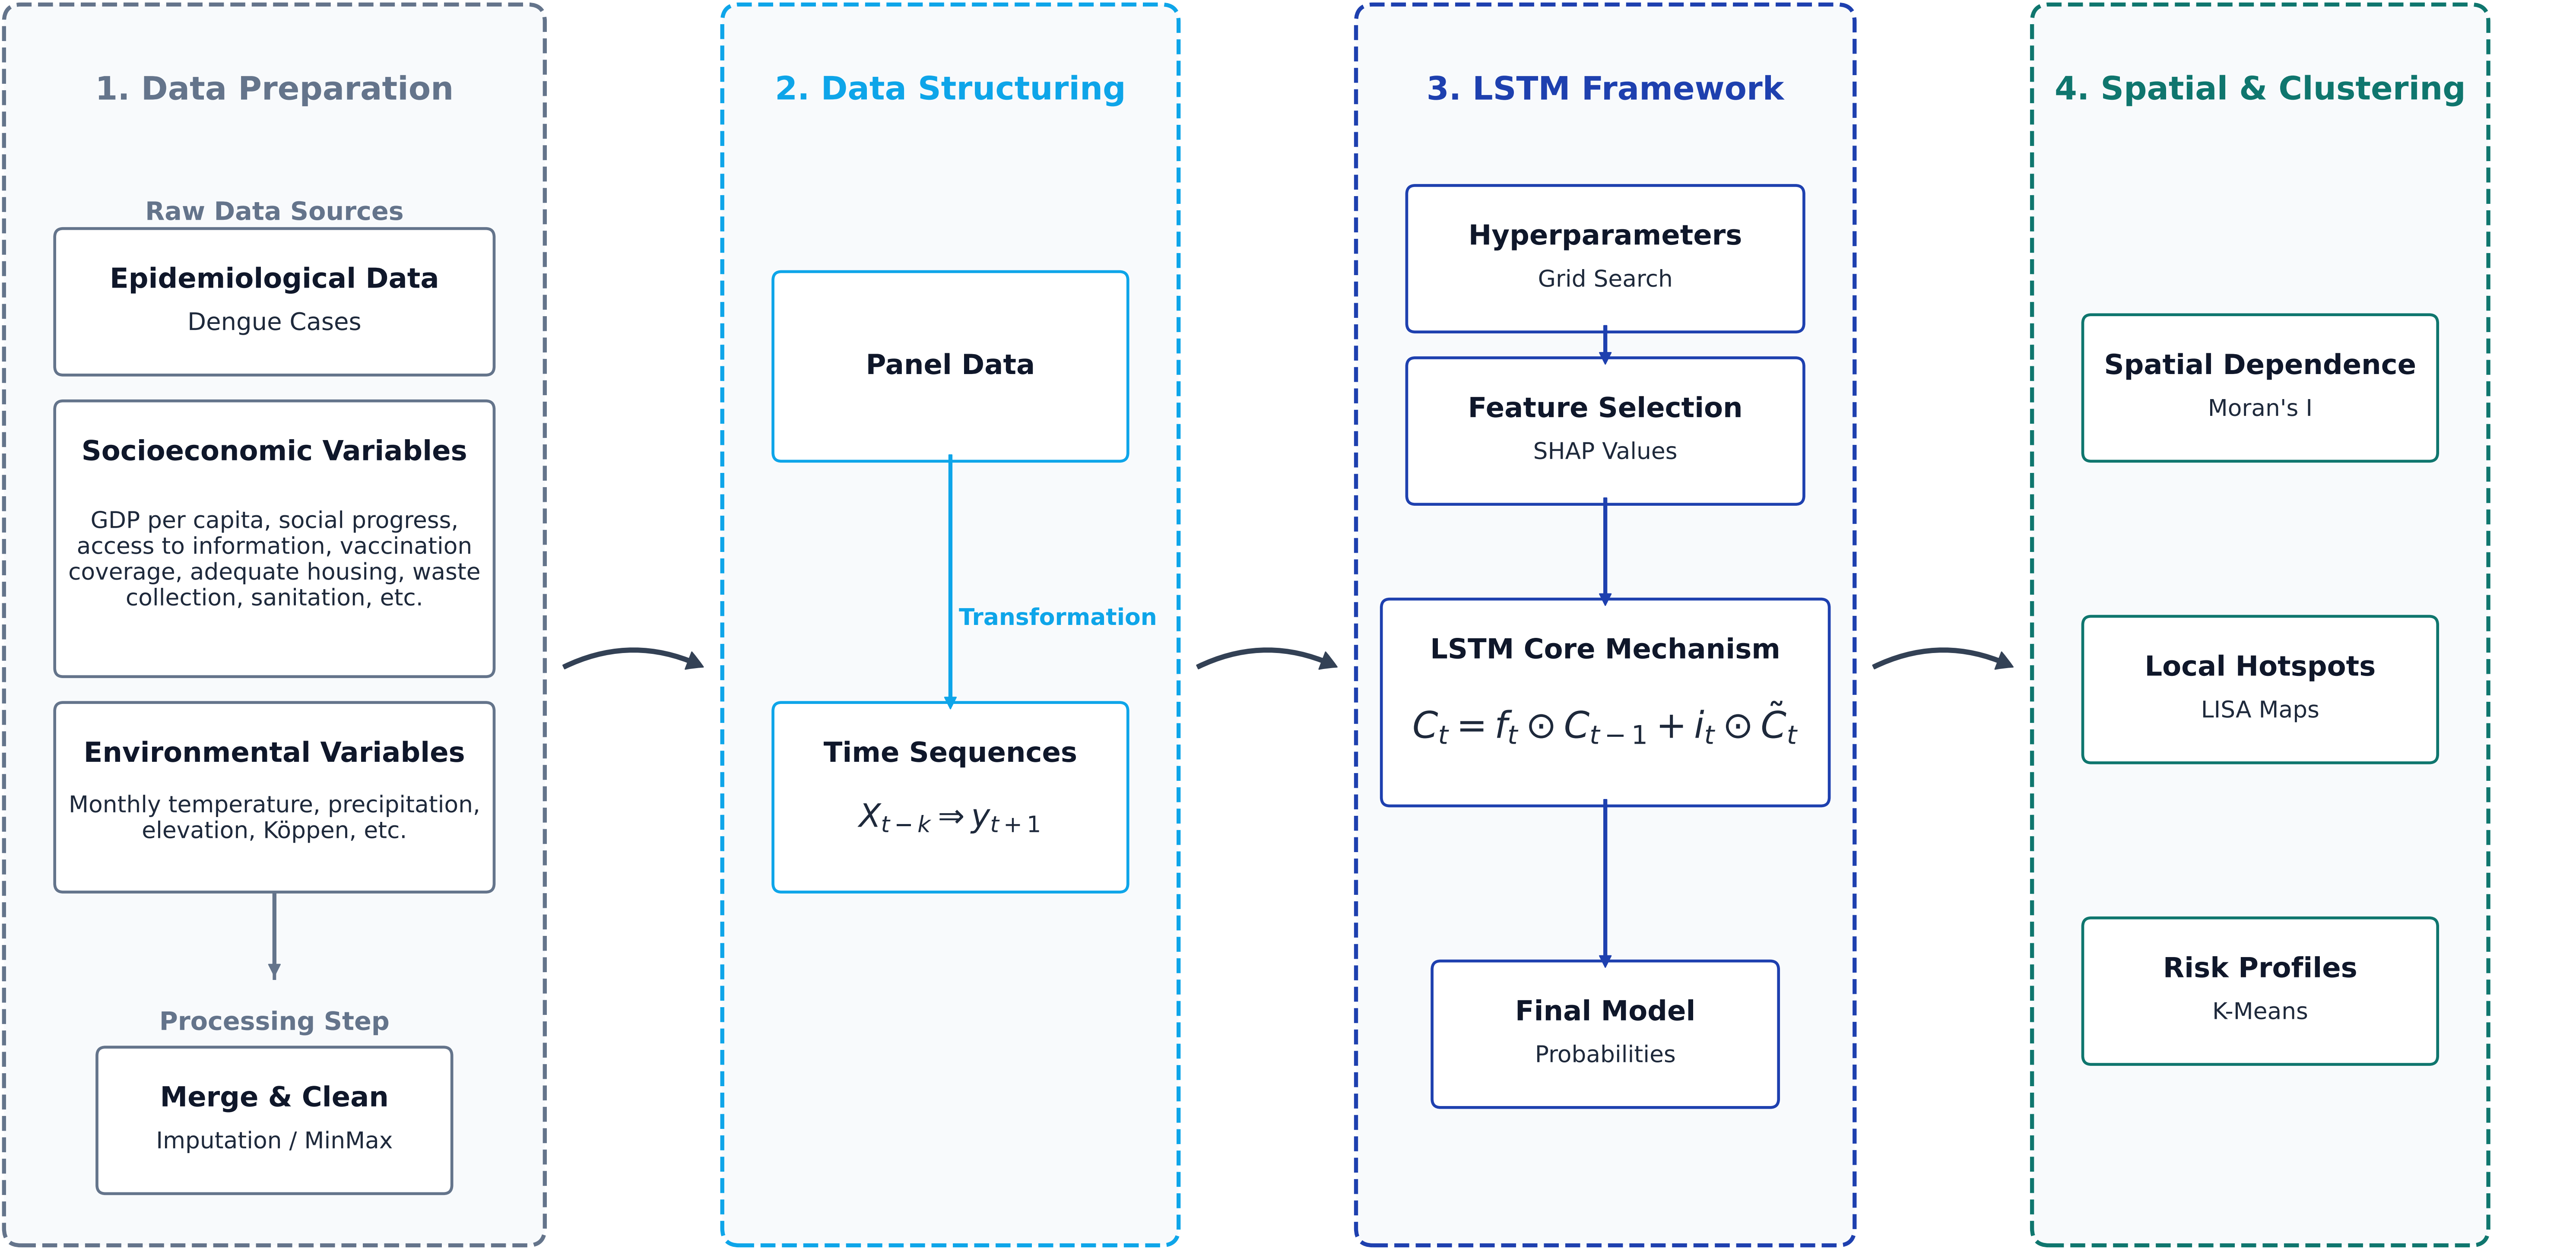 1. Data Preparation
Raw Data Sources
Epidemiological Data
Dengue Cases
Socioeconomic Variables
GDP per capita, social progress,
access to information, vaccination
coverage, adequate housing, waste
collection, sanitation, etc.
Environmental Variables
Monthly temperature, precipitation,
elevation, Köppen, etc.
Processing Step
Merge & Clean
Imputation / MinMax
2. Data Structuring
Panel Data
Transformation
Time Sequences
X_{t−k} ⇒ y_{t+1}
3. LSTM Framework
Hyperparameters
Grid Search
Feature Selection
SHAP Values
LSTM Core Mechanism
C_t = f_t ⊙ C_{t−1} + i_t ⊙ C̃_t
Final Model
Probabilities
4. Spatial & Clustering
Spatial Dependence
Moran's I
Local Hotspots
LISA Maps
Risk Profiles
K-Means